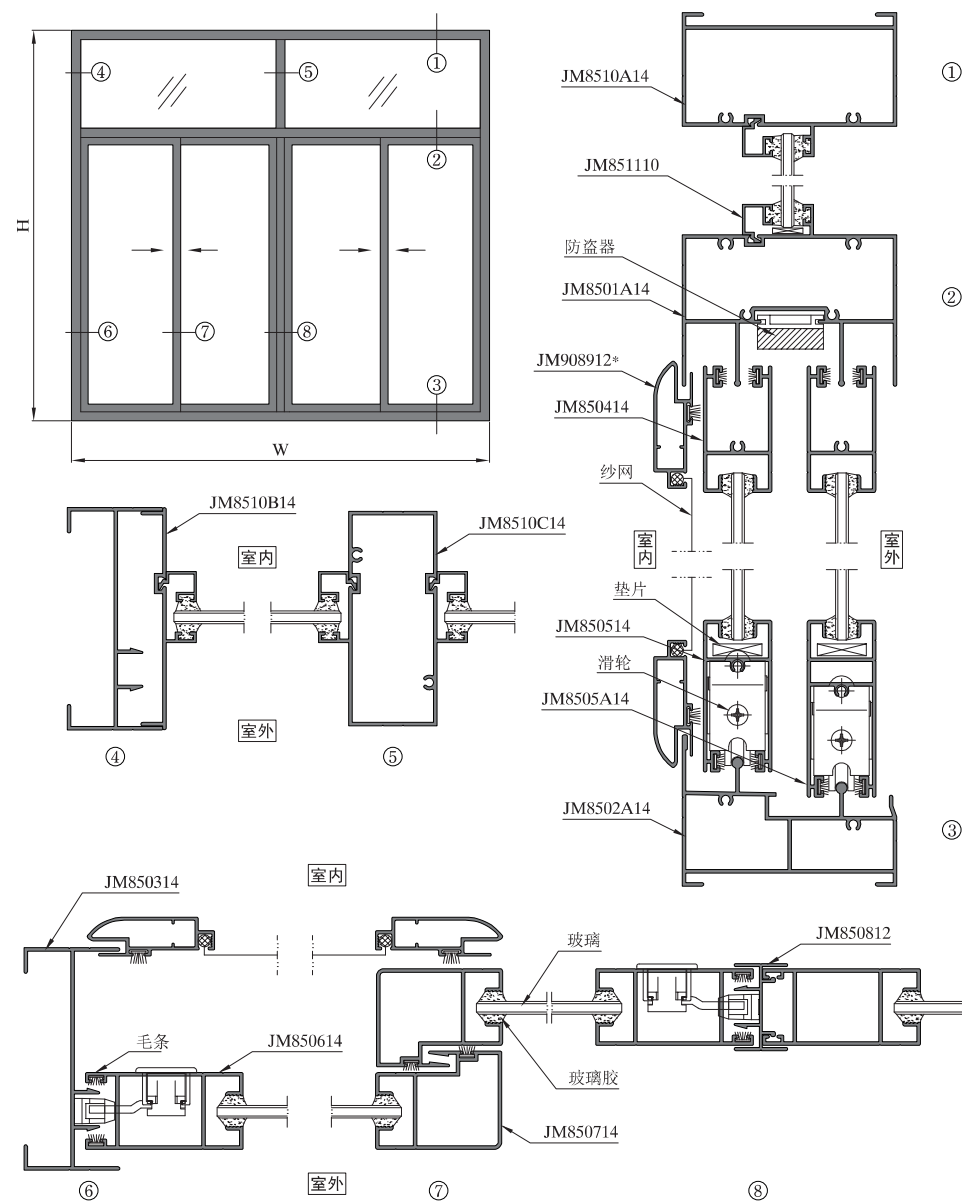 ①
④
⑤
②
H
⑥
⑦
⑧
③
W
JM8510A14
①
JM851110
防盗器
JM8501A14
②
JM908912*
JM850414
纱网
室内
室外
垫片
JM850514
滑轮
JM8505A14
JM8502A14
③
JM8510B14
JM8510C14
室内
室外
④
⑤
室内
JM850314
玻璃
JM850812
毛条
JM850614
玻璃胶
JM850714
室外
⑥
⑦
⑧